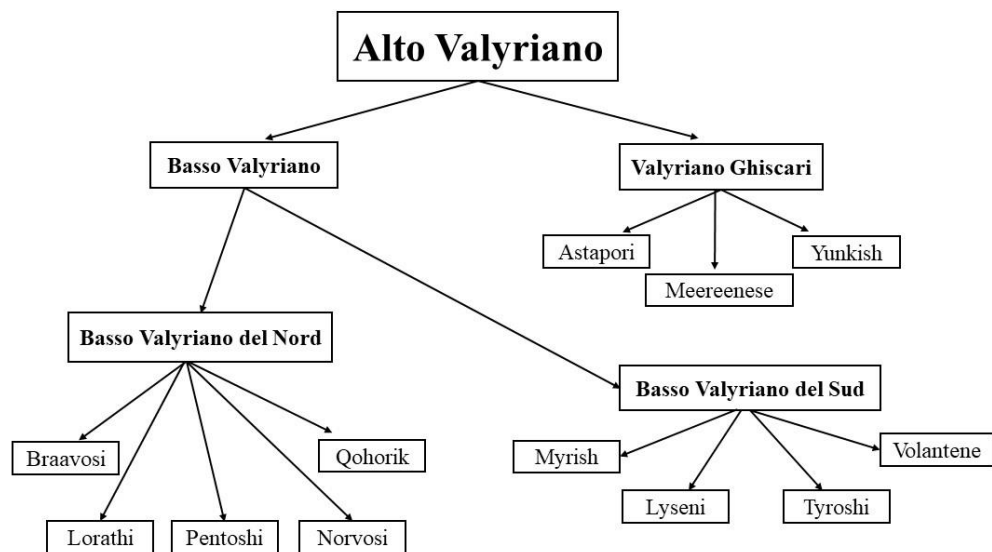 Alto Valyriano
Basso Valyriano
Valyriano Ghiscari
Astapori
Yunkish
Meereenese
Basso Valyriano del Nord
Basso Valyriano del Sud
Braavosi
Qohorik
Myrish
Volantene
Lyseni
Tyroshi
Lorathi
Pentoshi
Norvosi